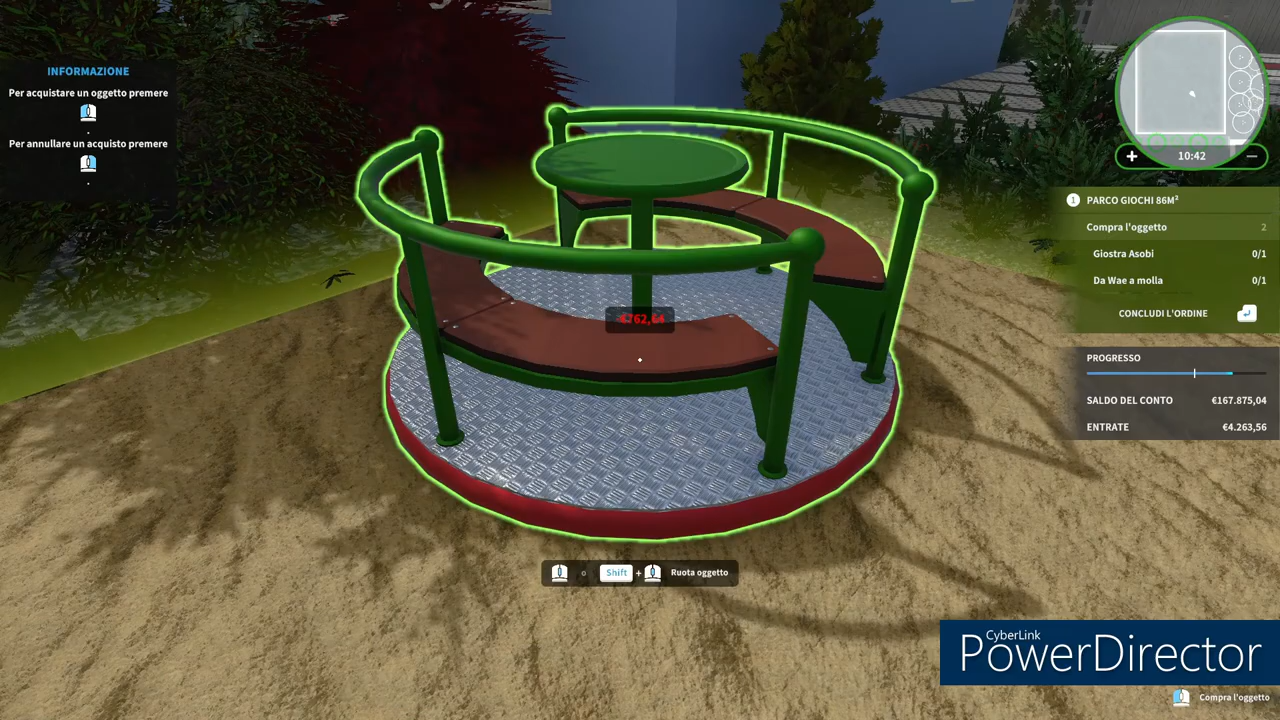 INFORMAZIONE
Per acquistare un oggetto premere
.
Per annullare un acquisto premere
.
10:42
1 PARCO GIOCHI 86M²
Compra l'oggetto 2
Giostra Asobi 0/1
Da Wae a molla 0/1
CONCLUDI L'ORDINE
PROGRESSO
SALDO DEL CONTO €167.875,04
ENTRATE €4.263,56
o Shift + Ruota oggetto
CyberLink
PowerDirector
Compra l'oggetto